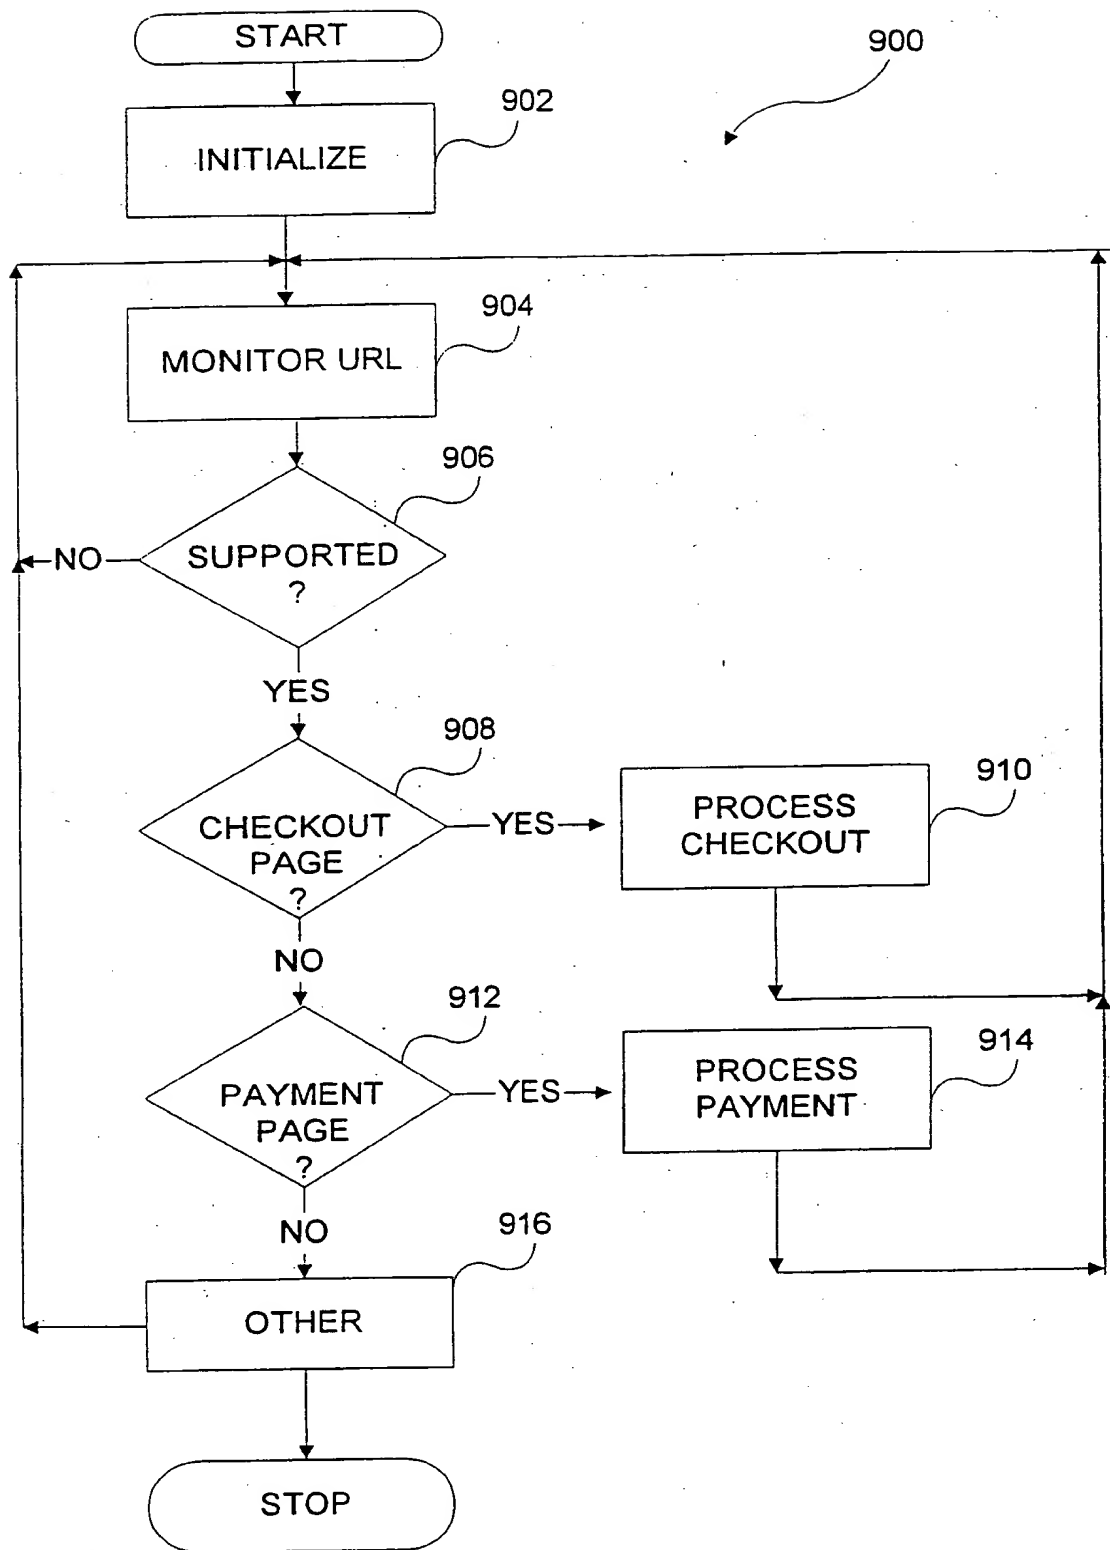 START
900
902
INITIALIZE
904
MONITOR URL
906
NO
SUPPORTED
?
YES
908
CHECKOUT
PAGE
?
YES
910
PROCESS
CHECKOUT
NO
912
PAYMENT
PAGE
?
YES
914
PROCESS
PAYMENT
NO
916
OTHER
STOP